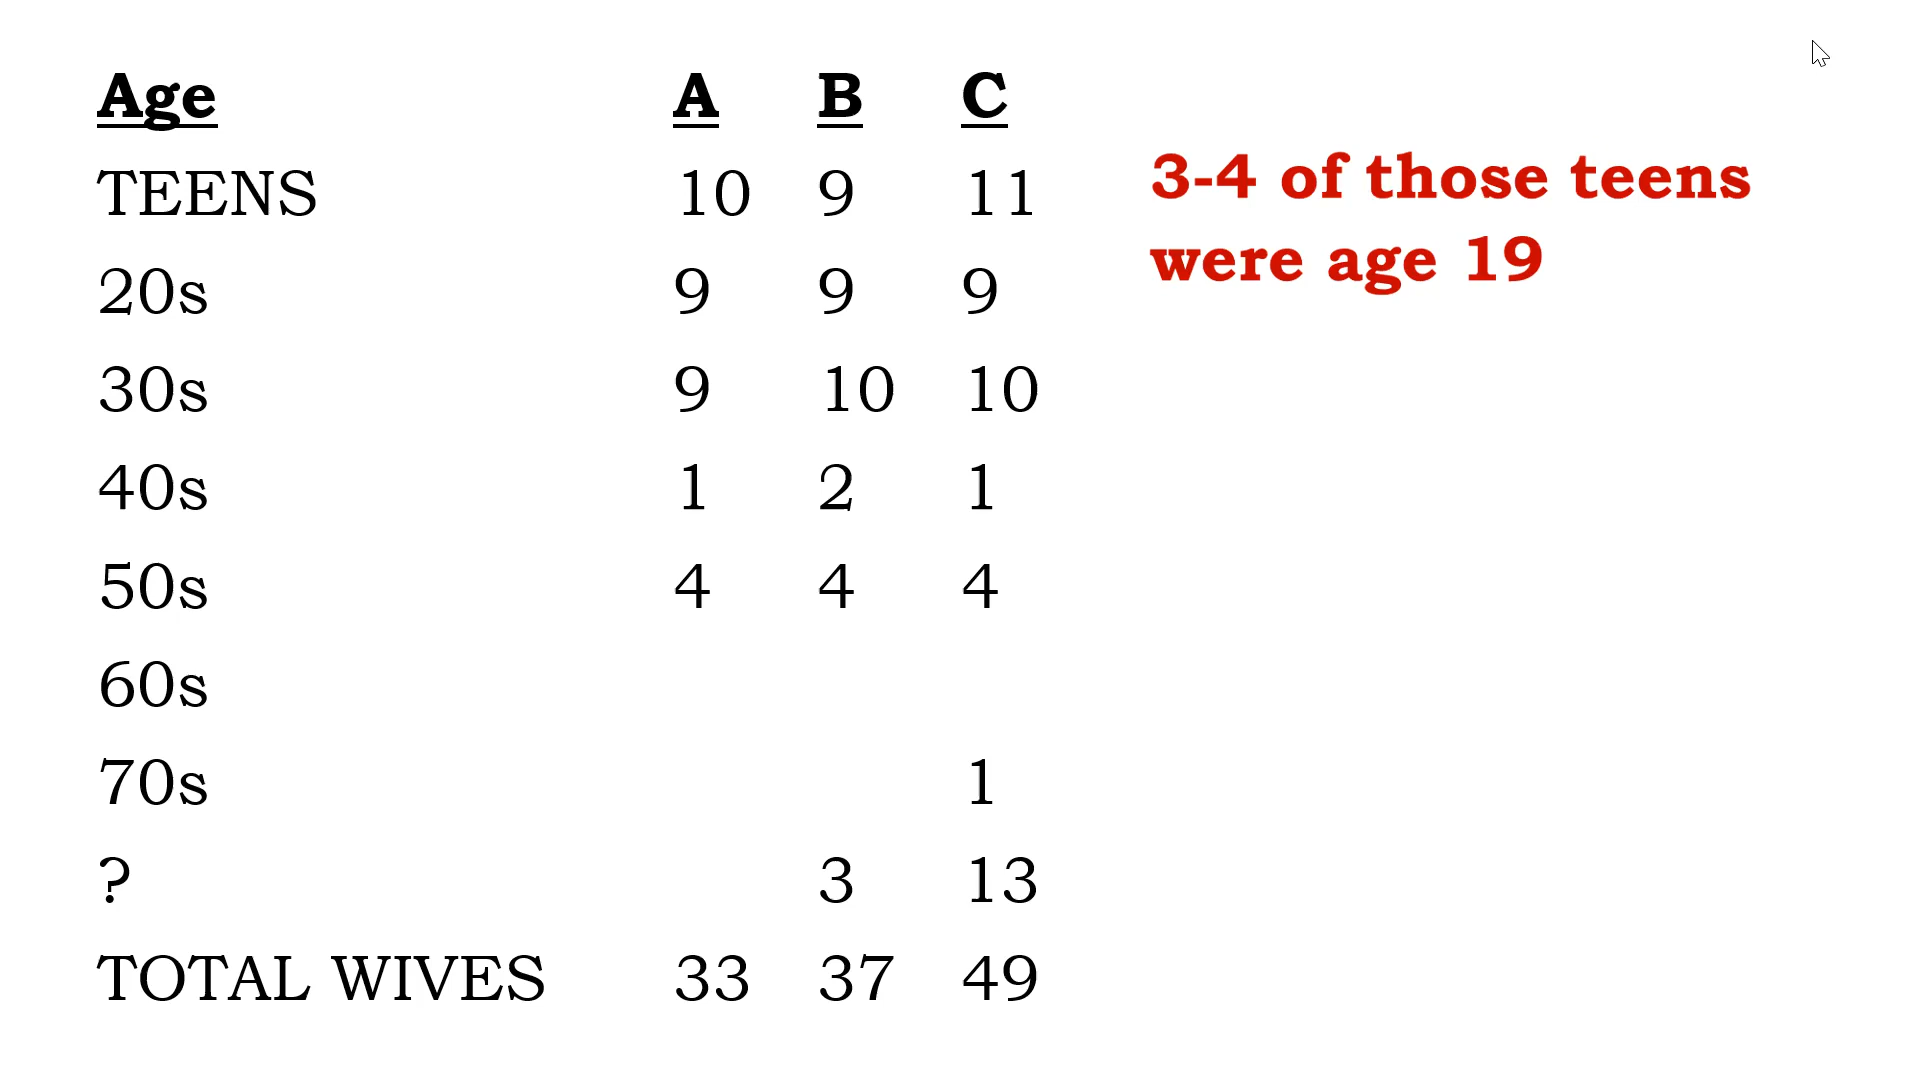 Age A B C
TEENS 10 9 11
3-4 of those teens
were age 19
20s 9 9 9
30s 9 10 10
40s 1 2 1
50s 4 4 4
60s
70s 1
? 3 13
TOTAL WIVES 33 37 49